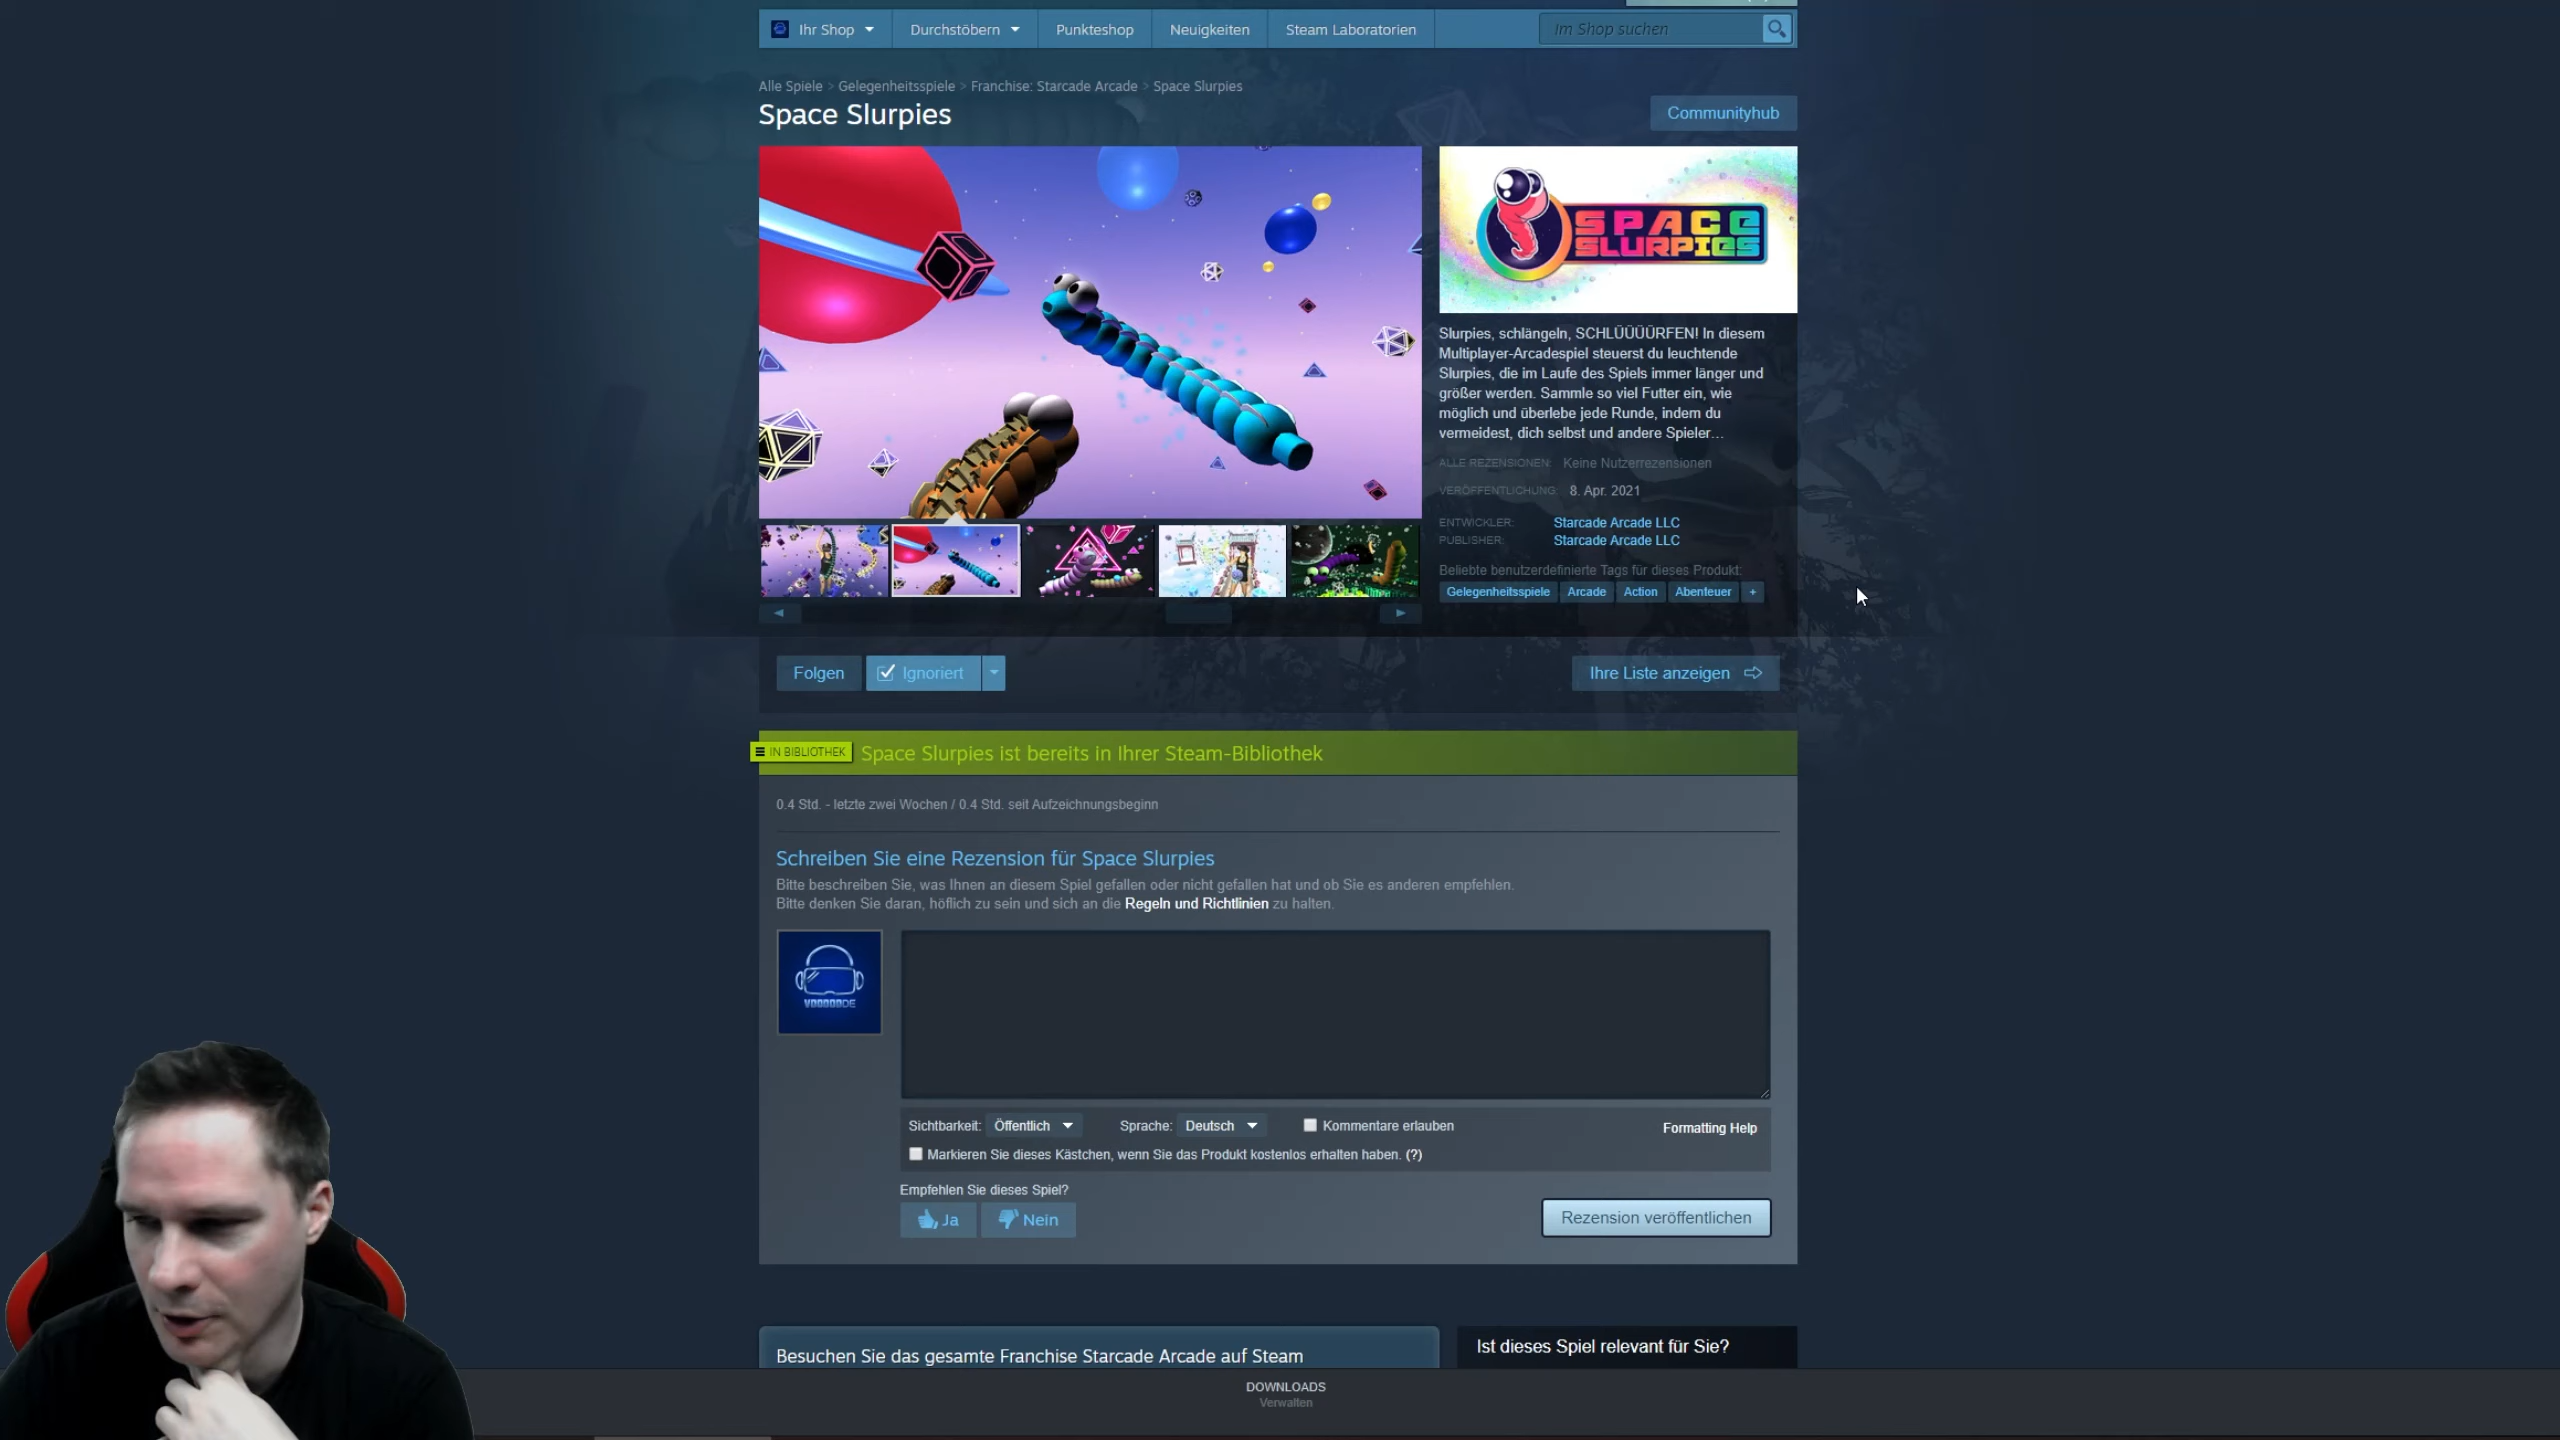 Ihr Shop
Durchstöbern
Punkteshop
Neuigkeiten
Steam Laboratorien
Im Shop suchen
Alle Spiele > Gelegenheitsspiele > Franchise: Starcade Arcade > Space Slurpies
Space Slurpies
Communityhub
SPACE
SLURPIES
Slurpies, schlängeln, SCHLÜÜÜÜRFEN! In diesem
Multiplayer-Arcadespiel steuerst du leuchtende
Slurpies, die im Laufe des Spiels immer länger und
größer werden. Sammle so viel Futter ein, wie
möglich und überlebe jede Runde, indem du
vermeidest, dich selbst und andere Spieler...
ALLE REZENSIONEN: Keine Nutzerrezensionen
VERÖFFENTLICHUNG: 8. Apr. 2021
ENTWICKLER: Starcade Arcade LLC
PUBLISHER: Starcade Arcade LLC
Beliebte benutzerdefinierte Tags für dieses Produkt:
Gelegenheitsspiele Arcade Action Abenteuer +
Folgen
Ignoriert
Ihre Liste anzeigen
IN BIBLIOTHEK
Space Slurpies ist bereits in Ihrer Steam-Bibliothek
0.4 Std. - letzte zwei Wochen / 0.4 Std. seit Aufzeichnungsbeginn
Schreiben Sie eine Rezension für Space Slurpies
Bitte beschreiben Sie, was Ihnen an diesem Spiel gefallen oder nicht gefallen hat und ob Sie es anderen empfehlen.
Bitte denken Sie daran, höflich zu sein und sich an die Regeln und Richtlinien zu halten.
Sichtbarkeit: Öffentlich
Sprache: Deutsch
Kommentare erlauben
Formatting Help
Markieren Sie dieses Kästchen, wenn Sie das Produkt kostenlos erhalten haben. (?)
Empfehlen Sie dieses Spiel?
Ja
Nein
Rezension veröffentlichen
Besuchen Sie das gesamte Franchise Starcade Arcade auf Steam
Ist dieses Spiel relevant für Sie?
DOWNLOADS
Verwalten